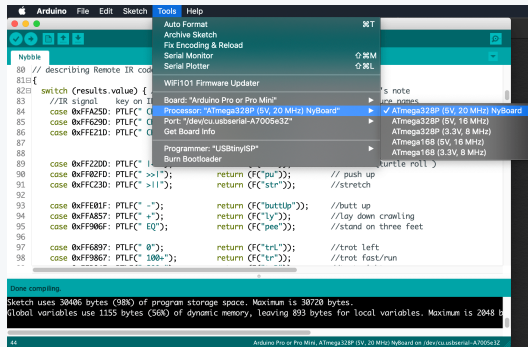 Arduino File Edit Sketch Tools Help
Auto Format ⌘T
Archive Sketch
Fix Encoding & Reload
Serial Monitor ⇧⌘M
Serial Plotter ⇧⌘L
WiFi101 Firmware Updater
Board: "Arduino Pro or Pro Mini"
Processor: "ATmega328P (5V, 20 MHz) NyBoard"
Port: "/dev/cu.usbserial-A7005e3Z"
Get Board Info
Programmer: "USBtinyISP"
Burn Bootloader
✓ ATmega328P (5V, 20 MHz) NyBoard
ATmega328P (5V, 16 MHz)
ATmega328P (3.3V, 8 MHz)
ATmega168 (5V, 16 MHz)
ATmega168 (3.3V, 8 MHz)
Nybble
80 // describing Remote IR cod
81 {
82 switch (results.value) { 's note
83 //IR signal key on I ure names
84 case 0xFFA25D: PTLF(" C
85 case 0xFF629D: PTLF(" C
86 case 0xFFE21D: PTLF(" C
87
88
89 case 0xFF22DD: PTLF(" |< (turtle roll )
90 case 0xFF02FD: PTLF(" >>|"); return (F("pu")); // push up
91 case 0xFFC23D: PTLF(" >||"); return (F("str")); //stretch
92
93 case 0xFFE01F: PTLF(" -"); return (F("buttUp")); //butt up
94 case 0xFFA857: PTLF(" +"); return (F("ly")); //lay down crawling
95 case 0xFF906F: PTLF(" EQ"); return (F("pee")); //stand on three feet
96
97 case 0xFF6897: PTLF(" 0"); return (F("trL")); //trot left
98 case 0xFF9867: PTLF(" 100+"); return (F("tr")); //trot fast/run
Done compiling.
Sketch uses 30406 bytes (98%) of program storage space. Maximum is 30720 bytes.
Global variables use 1155 bytes (56%) of dynamic memory, leaving 893 bytes for local variables. Maximum is 2048 b
44 Arduino Pro or Pro Mini, ATmega328P (5V, 20 MHz) NyBoard on /dev/cu.usbserial-A7005e3Z